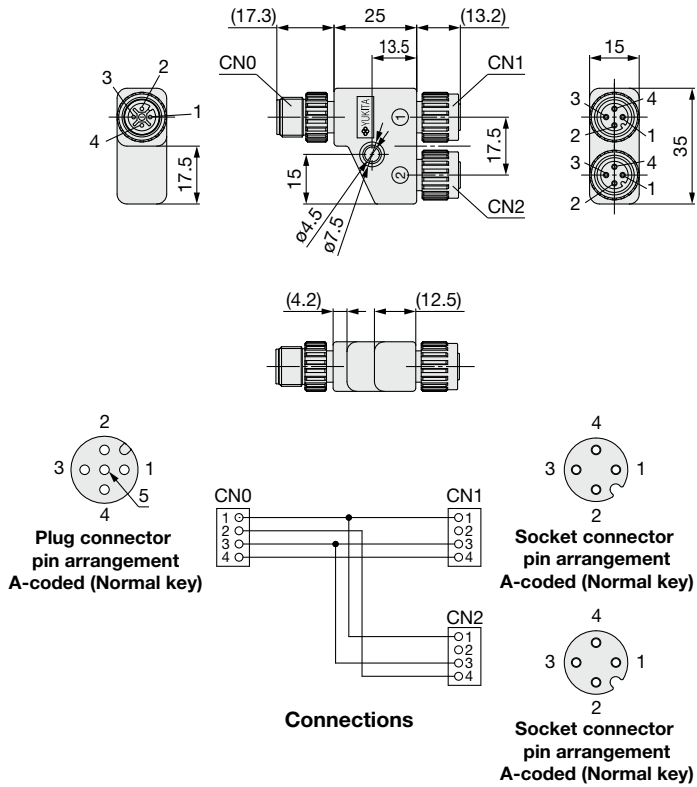 (17.3)
25
(13.2)
13.5
CN0
CN1
YUKITA
1
2
17.5
15
ø4.5
ø7.5
CN2
3
2
1
4
17.5
15
3
4
2
1
3
4
2
1
35
(4.2)
(12.5)
2
3
1
5
4
Plug connector
pin arrangement
A-coded (Normal key)
CN0
1
2
3
4
CN1
1
2
3
4
CN2
1
2
3
4
Connections
4
3
1
2
Socket connector
pin arrangement
A-coded (Normal key)
4
3
1
2
Socket connector
pin arrangement
A-coded (Normal key)